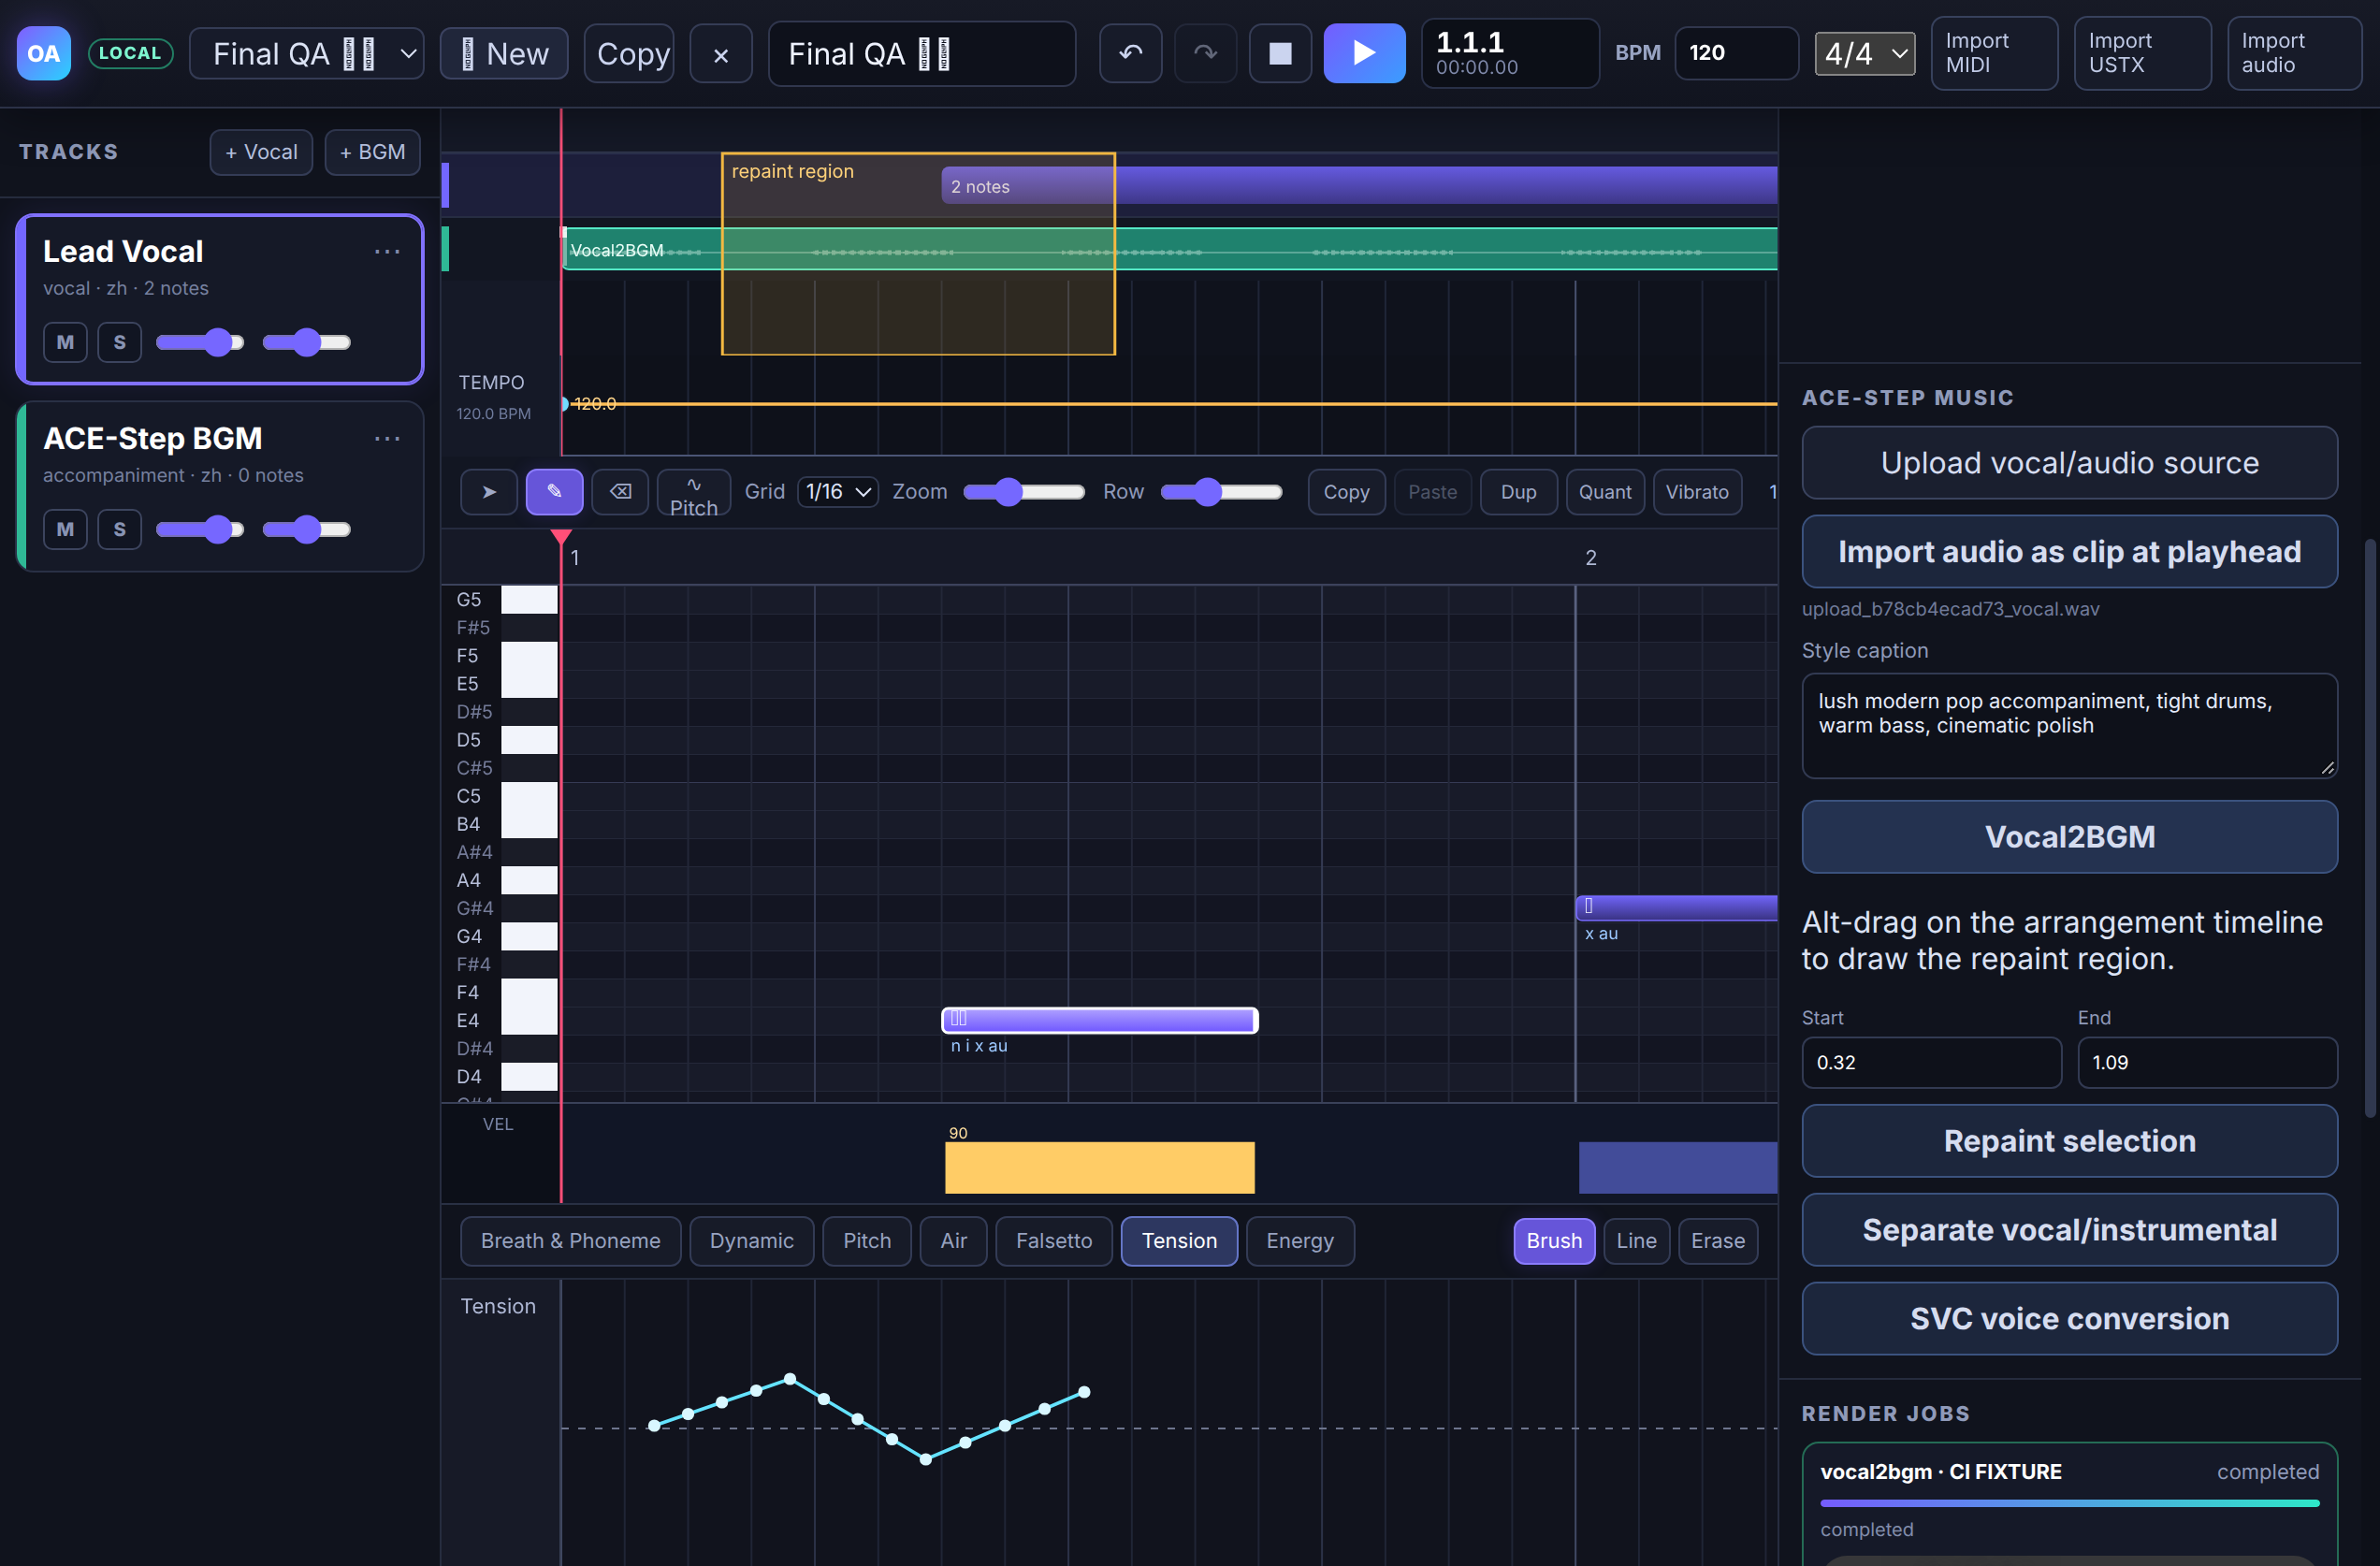 OA
LOCAL
Final QA
New
Copy
×
Final QA
1.1.1
00:00.00
BPM
120
4/4
Import
MIDI
Import
USTX
Import
audio
TRACKS
+ Vocal
+ BGM
Lead Vocal
vocal · zh · 2 notes
M
S
ACE-Step BGM
accompaniment · zh · 0 notes
M
S
repaint region
2 notes
Vocal2BGM
TEMPO
120.0 BPM
120.0
Pitch
Grid
1/16
Zoom
Row
Copy
Paste
Dup
Quant
Vibrato
1
1
2
G5
F#5
F5
E5
D#5
D5
C#5
C5
B4
A#4
A4
G#4
G4
F#4
F4
E4
D#4
D4
x au
n i x au
VEL
90
Breath & Phoneme
Dynamic
Pitch
Air
Falsetto
Tension
Energy
Brush
Line
Erase
Tension
ACE-STEP MUSIC
Upload vocal/audio source
Import audio as clip at playhead
upload_b78cb4ecad73_vocal.wav
Style caption
lush modern pop accompaniment, tight drums,
warm bass, cinematic polish
Vocal2BGM
Alt-drag on the arrangement timeline
to draw the repaint region.
Start
End
0.32
1.09
Repaint selection
Separate vocal/instrumental
SVC voice conversion
RENDER JOBS
vocal2bgm · CI FIXTURE
completed
completed